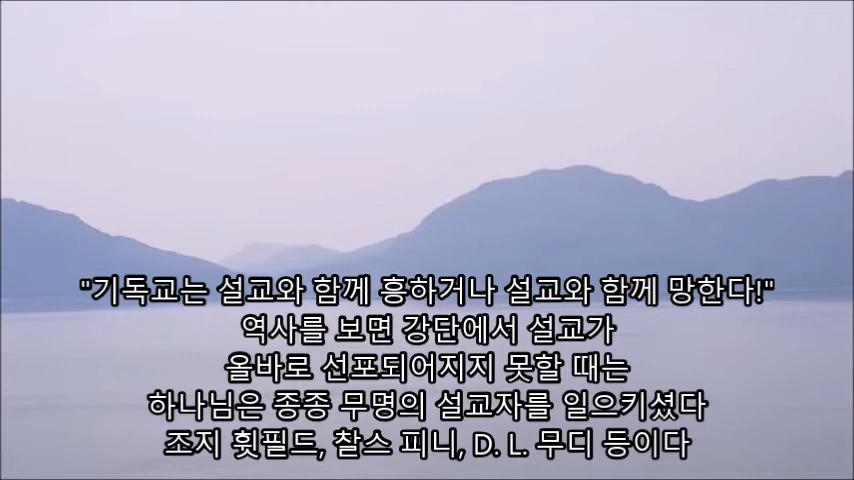 "기독교는 설교와 함께 흥하거나 설교와 함께 망한다!"
역사를 보면 강단에서 설교가
올바로 선포되어지지 못할 때는
하나님은 종종 무명의 설교자를 일으키셨다
조지 휫필드, 찰스 피니, D. L. 무디 등이다